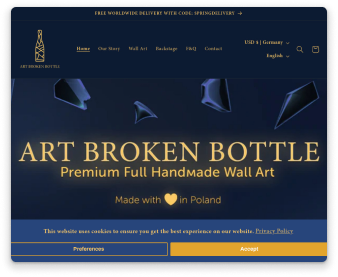 FREE WORLDWIDE DELIVERY WITH CODE: SPRINGDELIVERY →
ART BROKEN BOTTLE
Home Our Story Wall Art Backstage F&Q Contact
USD $ | Germany
English
ART BROKEN BOTTLE
Premium Full Handmade Wall Art
Made with 🧡 in Poland
This website uses cookies to ensure you get the best experience on our website. Privacy Policy
Preferences
Accept